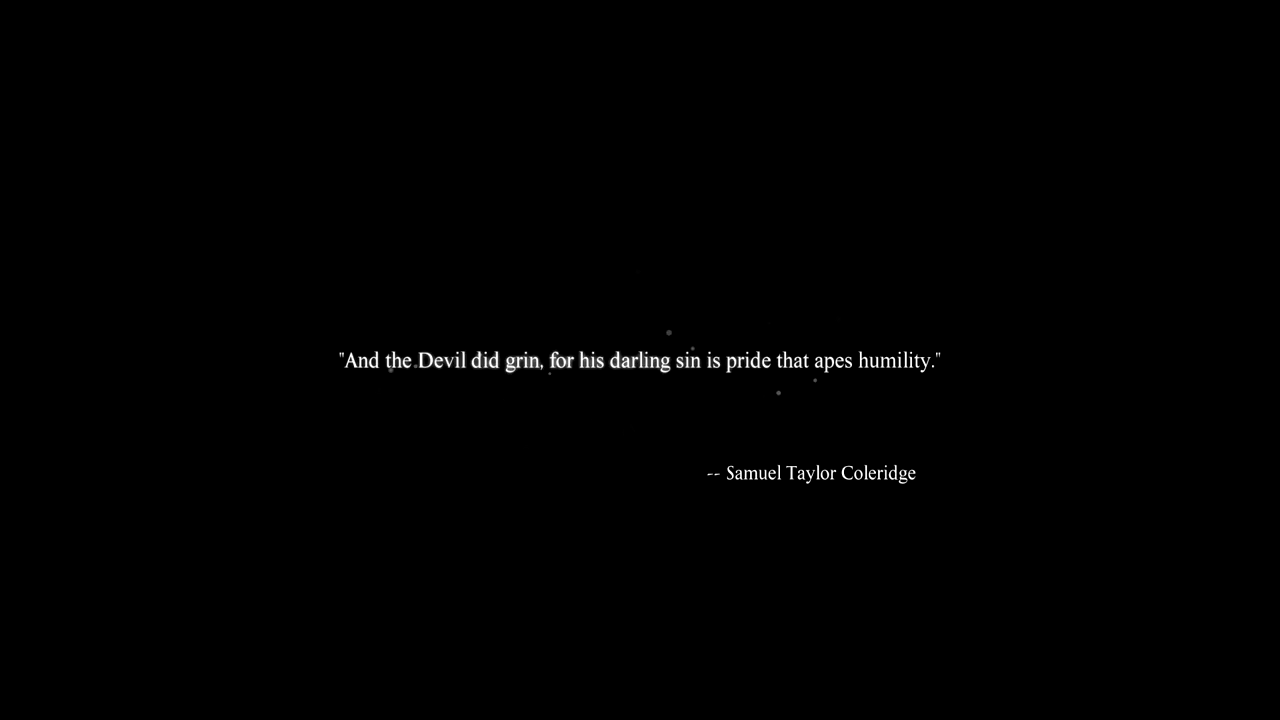 "And the Devil did grin, for his darling sin is pride that apes humility."
-- Samuel Taylor Coleridge